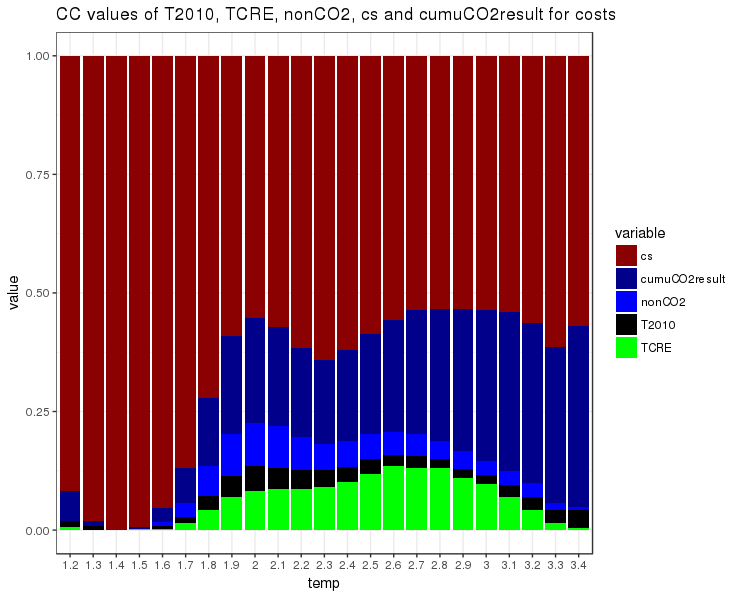 CC values of T2010, TCRE, nonCO2, cs and cumuCO2result for costs
1.00
0.75
0.50
0.25
0.00
value
1.2 1.3 1.4 1.5 1.6 1.7 1.8 1.9 2 2.1 2.2 2.3 2.4 2.5 2.6 2.7 2.8 2.9 3 3.1 3.2 3.3 3.4
temp
variable
cs
cumuCO2result
nonCO2
T2010
TCRE